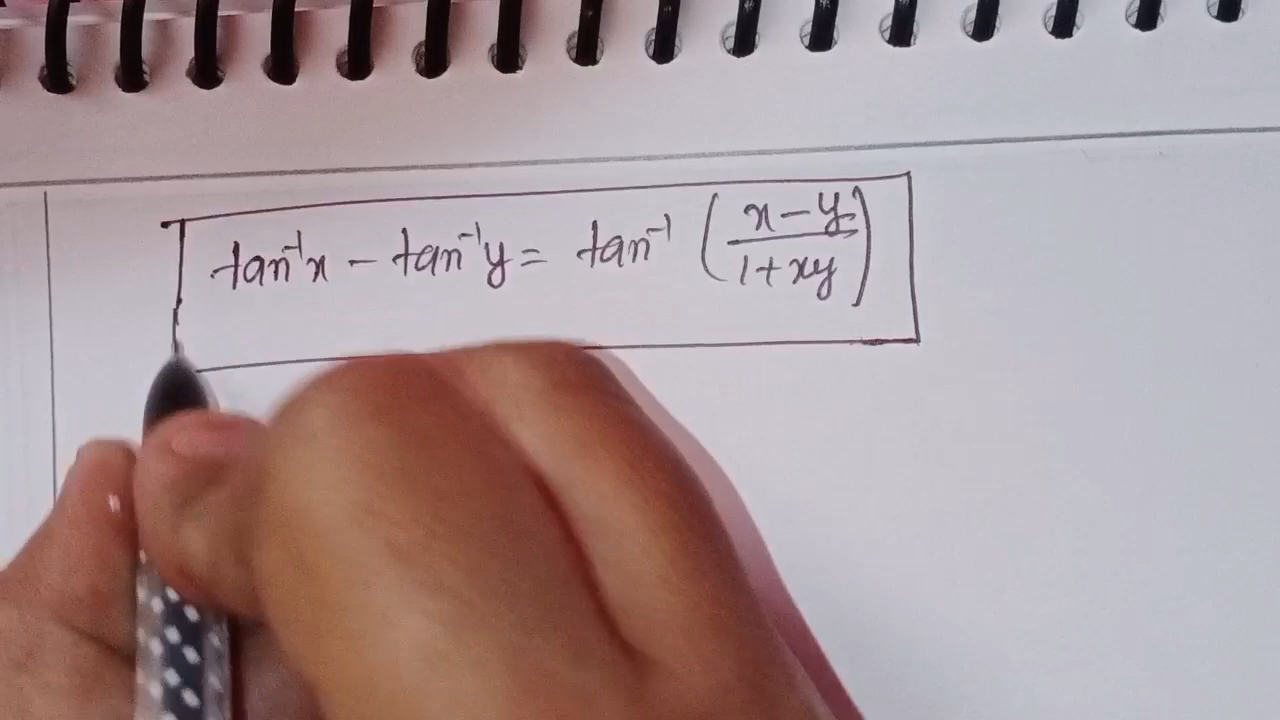 tan⁻¹x − tan⁻¹y = tan⁻¹ ( (x−y)/(1+xy) )